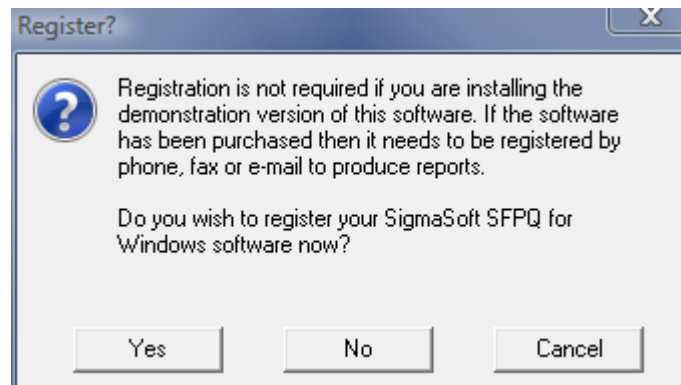 Register?
Registration is not required if you are installing the
demonstration version of this software. If the software
has been purchased then it needs to be registered by
phone, fax or e-mail to produce reports.
Do you wish to register your SigmaSoft SFPQ for
Windows software now?
Yes No Cancel